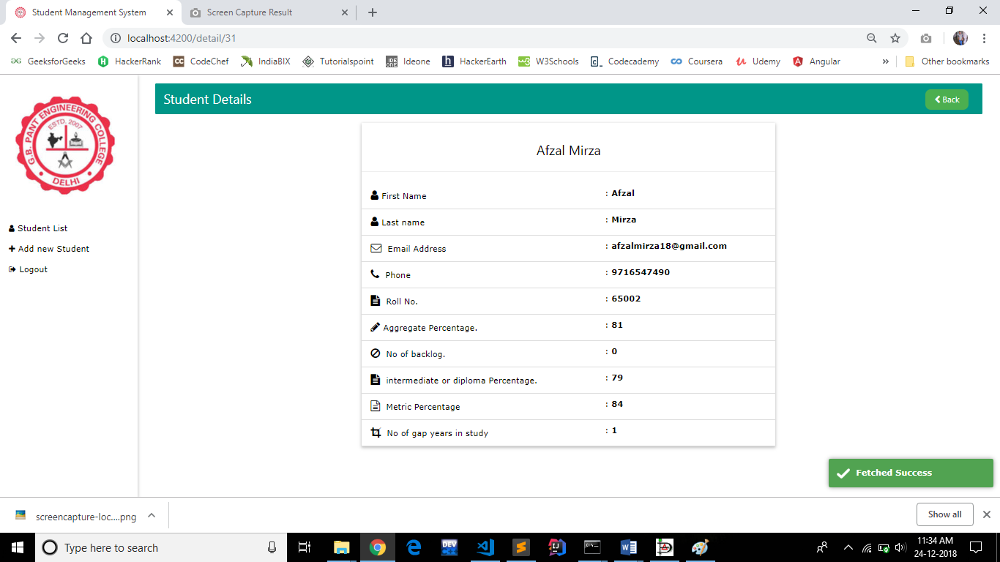 Student Management System
Screen Capture Result
localhost:4200/detail/31
GeeksforGeeks HackerRank CodeChef IndiaBIX Tutorialspoint Ideone HackerEarth W3Schools Codecademy Coursera Udemy Angular » Other bookmarks
G.B. PANT ENGINEERING COLLEGE
ESTD. 2007
DELHI
Student List
Add new Student
Logout
Student Details
Back
Afzal Mirza
First Name : Afzal
Last name : Mirza
Email Address : afzalmirza18@gmail.com
Phone : 9716547490
Roll No. : 65002
Aggregate Percentage. : 81
No of backlog. : 0
intermediate or diploma Percentage. : 79
Metric Percentage : 84
No of gap years in study : 1
Fetched Success
screencapture-loc....png
Show all
Type here to search
DEV
11:34 AM
24-12-2018